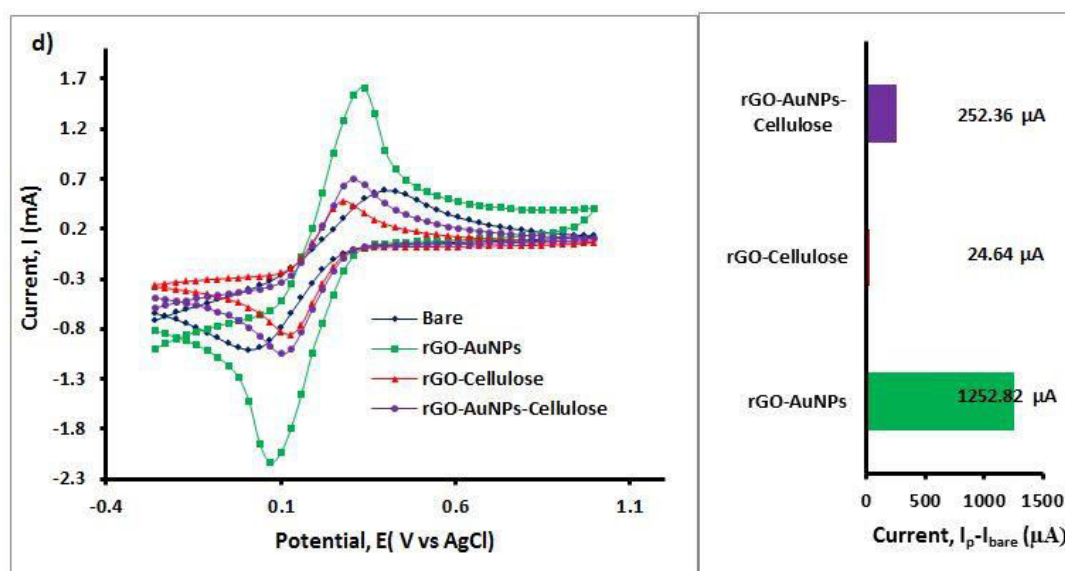 d)
1.7
1.2
0.7
0.2
-0.3
-0.8
-1.3
-1.8
-2.3
Current, I (mA)
-0.4
0.1
0.6
1.1
Potential, E( V vs AgCl)
Bare
rGO-AuNPs
rGO-Cellulose
rGO-AuNPs-Cellulose
rGO-AuNPs-
Cellulose
252.36 µA
rGO-Cellulose
24.64 µA
rGO-AuNPs
1252.82 µA
0
500
1000
1500
Current, Ip-Ibare (µA)